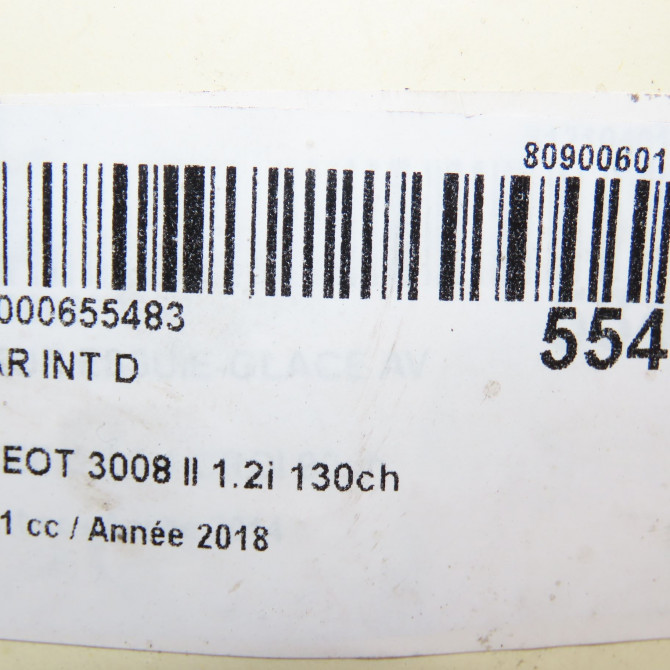 80900601
000655483
554
AR INT D
EOT 3008 II 1.2i 130ch
1 cc / Année 2018